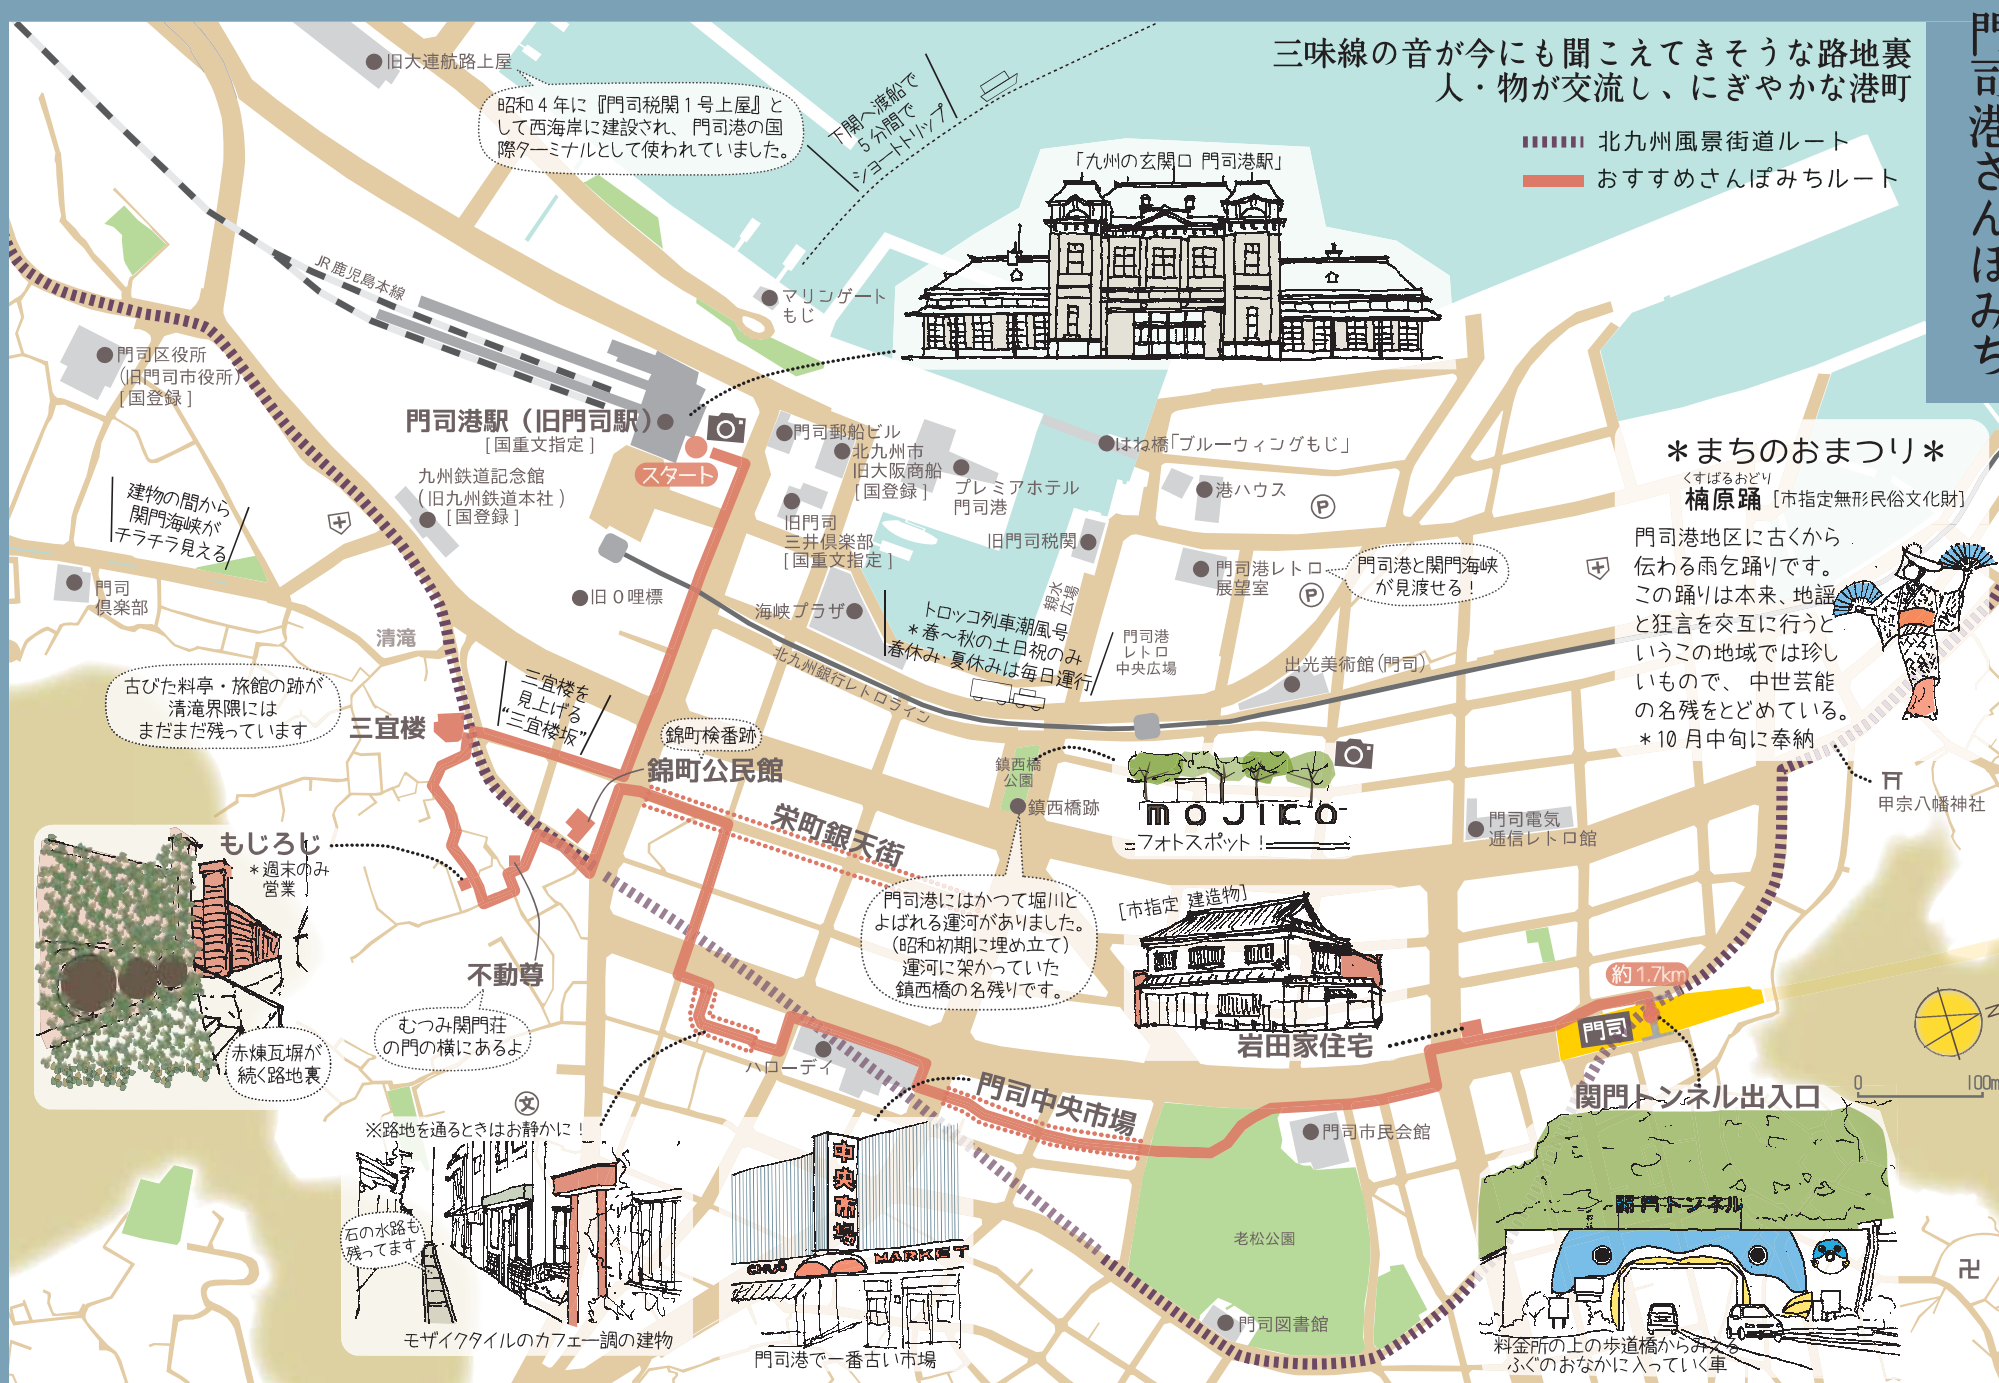 門司港さんぽみち
三味線の音が今にも聞こえてきそうな路地裏
人・物が交流し、にぎやかな港町
北九州風景街道ルート
おすすめさんぽみちルート
旧大連航路上屋
昭和4年に『門司税関1号上屋』と
して西海岸に建設され、門司港の国
際ターミナルとして使われていました。
下関へ渡船で
5分間で
ショートトリップ
「九州の玄関口 門司港駅」
JR鹿児島本線
マリンゲート
もじ
門司区役所
(旧門司市役所)
[国登録]
門司港駅（旧門司駅）
[国重文指定]
スタート
九州鉄道記念館
(旧九州鉄道本社)
[国登録]
建物の間から
関門海峡が
チラチラ見える
門司
倶楽部
清滝
旧0哩標
門司郵船ビル
北九州市
旧大阪商船
[国登録]
プレミアホテル
門司港
旧門司
三井倶楽部
[国重文指定]
はね橋「ブルーウィングもじ」
港ハウス
P
旧門司税関
門司港レトロ
展望室
P
門司港と関門海峡
が見渡せる！
海峡プラザ
親水
広場
トロッコ列車潮風号
＊春～秋の土日祝のみ
春休み・夏休みは毎日運行
北九州銀行レトロライン
門司港
レトロ
中央広場
出光美術館(門司)
＊まちのおまつり＊
くすばるおどり
楠原踊 [市指定無形民俗文化財]
門司港地区に古くから
伝わる雨乞踊りです。
この踊りは本来、地謡
と狂言を交互に行うと
いうこの地域では珍し
いもので、中世芸能
の名残をとどめている。
＊10月中旬に奉納
甲宗八幡神社
古びた料亭・旅館の跡が
清滝界隈には
まだまだ残っています
三宜楼
三宜楼を
見上げる
“三宜楼坂”
錦町検番跡
錦町公民館
栄町銀天街
鎮西橋
公園
鎮西橋跡
mojiko
フォトスポット！
門司電気
逓信レトロ館
もじろじ
＊週末のみ
営業
赤煉瓦塀が
続く路地裏
不動尊
むつみ関門荘
の門の横にあるよ
門司港にはかつて堀川と
よばれる運河がありました。
(昭和初期に埋め立て)
運河に架かっていた
鎮西橋の名残りです。
[市指定 建造物]
岩田家住宅
約1.7km
門司
関門トンネル出入口
N
0 100m
文
ハローデイ
門司中央市場
※路地を通るときはお静かに！
石の水路も
残ってます
モザイクタイルのカフェー調の建物
中央市場
CHUO MARKET
門司港で一番古い市場
門司市民会館
老松公園
門司図書館
関門トンネル
料金所の上の歩道橋からみえる
ふぐのおなかに入っていく車
卍